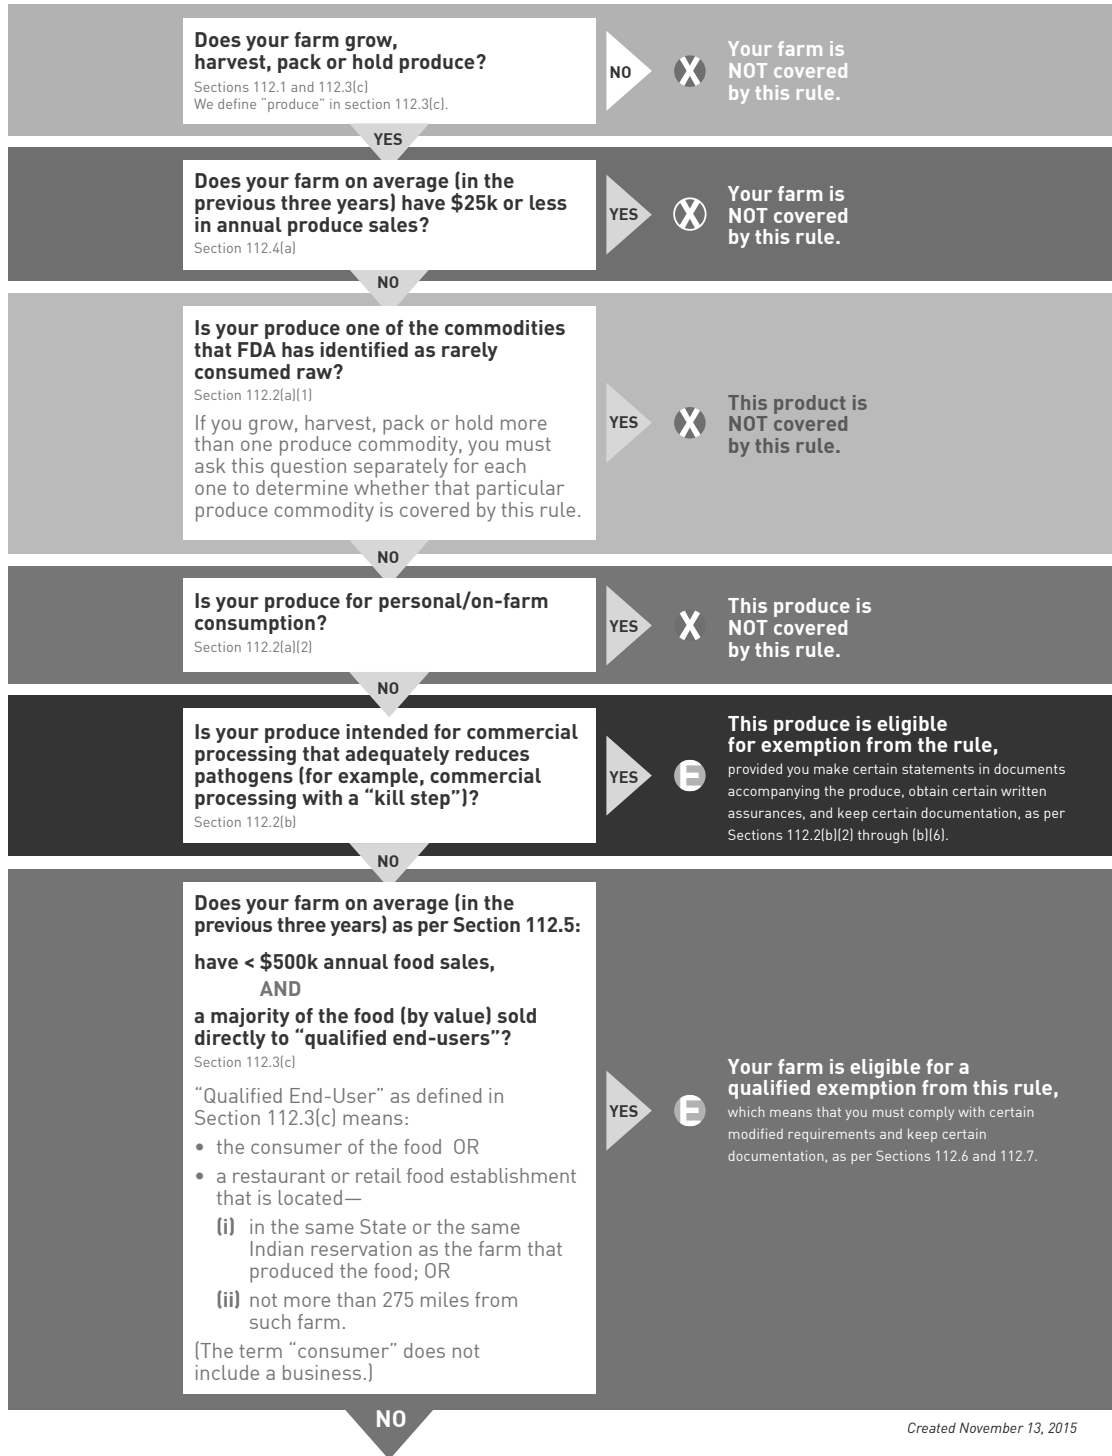 Does your farm grow,
harvest, pack or hold produce?
Sections 112.1 and 112.3(c)
We define “produce” in section 112.3(c).
NO
X
Your farm is
NOT covered
by this rule.
YES
Does your farm on average (in the
previous three years) have $25k or less
in annual produce sales?
Section 112.4(a)
YES
X
Your farm is
NOT covered
by this rule.
NO
Is your produce one of the commodities
that FDA has identified as rarely
consumed raw?
Section 112.2(a)(1)
If you grow, harvest, pack or hold more
than one produce commodity, you must
ask this question separately for each
one to determine whether that particular
produce commodity is covered by this rule.
YES
X
This product is
NOT covered
by this rule.
NO
Is your produce for personal/on-farm
consumption?
Section 112.2(a)(2)
YES
X
This produce is
NOT covered
by this rule.
NO
Is your produce intended for commercial
processing that adequately reduces
pathogens (for example, commercial
processing with a “kill step”)?
Section 112.2(b)
YES
E
This produce is eligible
for exemption from the rule,
provided you make certain statements in documents
accompanying the produce, obtain certain written
assurances, and keep certain documentation, as per
Sections 112.2(b)(2) through (b)(6).
NO
Does your farm on average (in the
previous three years) as per Section 112.5:
have < $500k annual food sales,
AND
a majority of the food (by value) sold
directly to “qualified end-users”?
Section 112.3(c)
“Qualified End-User” as defined in
Section 112.3(c) means:
• the consumer of the food OR
• a restaurant or retail food establishment
that is located—
(i) in the same State or the same
Indian reservation as the farm that
produced the food; OR
(ii) not more than 275 miles from
such farm.
(The term “consumer” does not
include a business.)
YES
E
Your farm is eligible for a
qualified exemption from this rule,
which means that you must comply with certain
modified requirements and keep certain
documentation, as per Sections 112.6 and 112.7.
NO
Created November 13, 2015